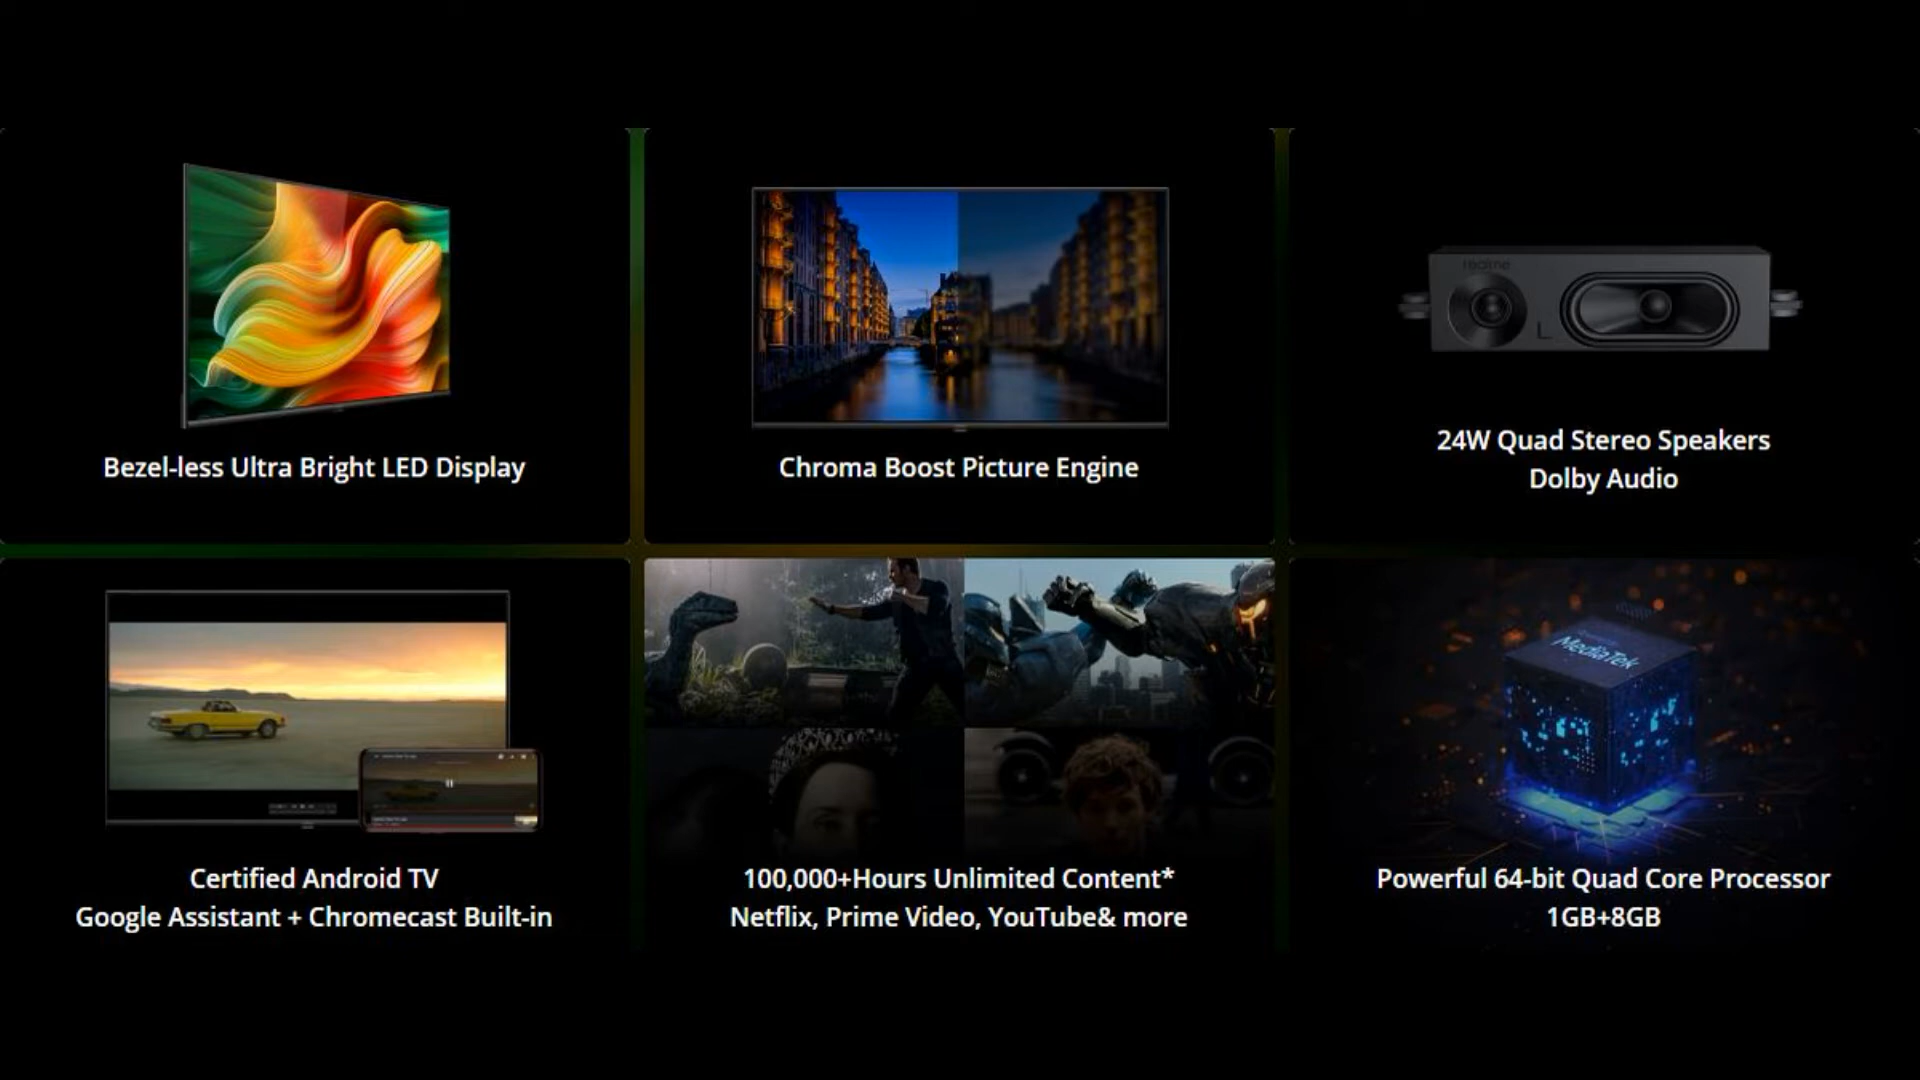 realme
L
Bezel-less Ultra Bright LED Display
Chroma Boost Picture Engine
24W Quad Stereo Speakers
Dolby Audio
MediaTek
Certified Android TV
Google Assistant + Chromecast Built-in
100,000+Hours Unlimited Content*
Netflix, Prime Video, YouTube& more
Powerful 64-bit Quad Core Processor
1GB+8GB